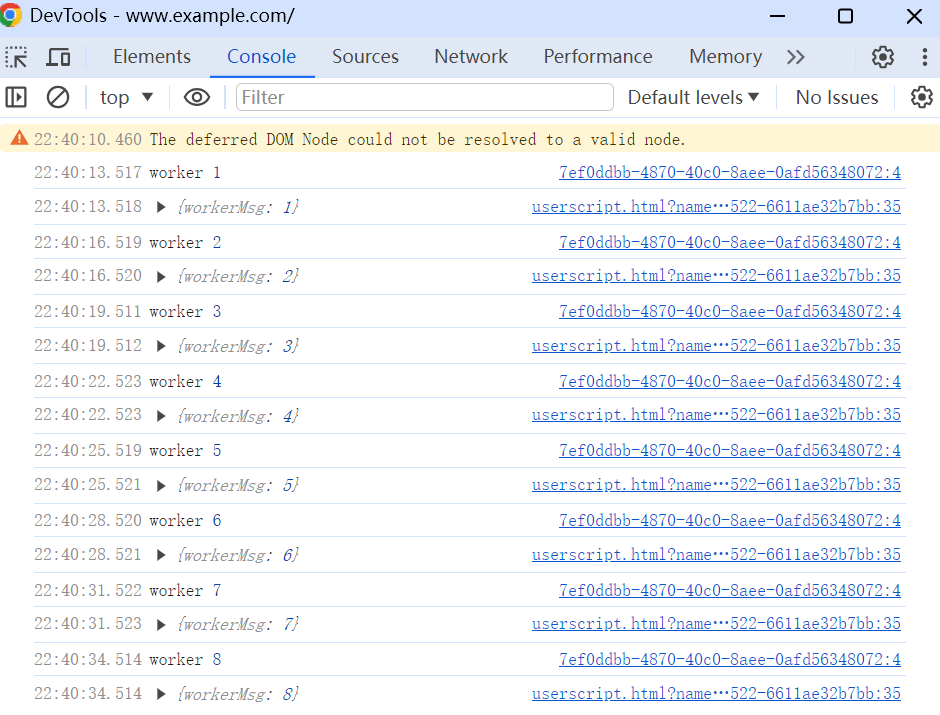 DevTools - www.example.com/
Elements Console Sources Network Performance Memory
top Filter Default levels No Issues
22:40:10.460 The deferred DOM Node could not be resolved to a valid node.
22:40:13.517 worker 1 7ef0ddbb-4870-40c0-8aee-0afd56348072:4
22:40:13.518 {workerMsg: 1} userscript.html?name…522-6611ae32b7bb:35
22:40:16.519 worker 2 7ef0ddbb-4870-40c0-8aee-0afd56348072:4
22:40:16.520 {workerMsg: 2} userscript.html?name…522-6611ae32b7bb:35
22:40:19.511 worker 3 7ef0ddbb-4870-40c0-8aee-0afd56348072:4
22:40:19.512 {workerMsg: 3} userscript.html?name…522-6611ae32b7bb:35
22:40:22.523 worker 4 7ef0ddbb-4870-40c0-8aee-0afd56348072:4
22:40:22.523 {workerMsg: 4} userscript.html?name…522-6611ae32b7bb:35
22:40:25.519 worker 5 7ef0ddbb-4870-40c0-8aee-0afd56348072:4
22:40:25.521 {workerMsg: 5} userscript.html?name…522-6611ae32b7bb:35
22:40:28.520 worker 6 7ef0ddbb-4870-40c0-8aee-0afd56348072:4
22:40:28.521 {workerMsg: 6} userscript.html?name…522-6611ae32b7bb:35
22:40:31.522 worker 7 7ef0ddbb-4870-40c0-8aee-0afd56348072:4
22:40:31.523 {workerMsg: 7} userscript.html?name…522-6611ae32b7bb:35
22:40:34.514 worker 8 7ef0ddbb-4870-40c0-8aee-0afd56348072:4
22:40:34.514 {workerMsg: 8} userscript.html?name…522-6611ae32b7bb:35